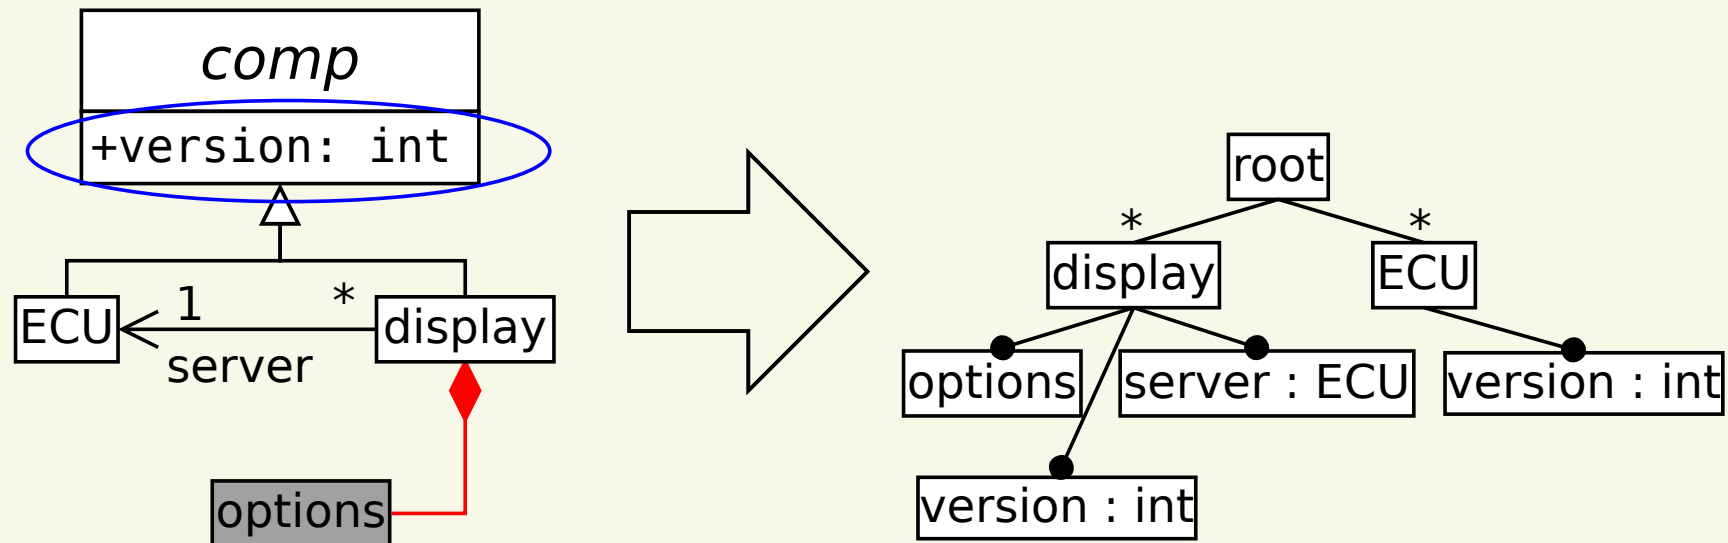 comp
+version: int
ECU
1
*
server
display
options
root
*
*
display
ECU
options
server : ECU
version : int
version : int